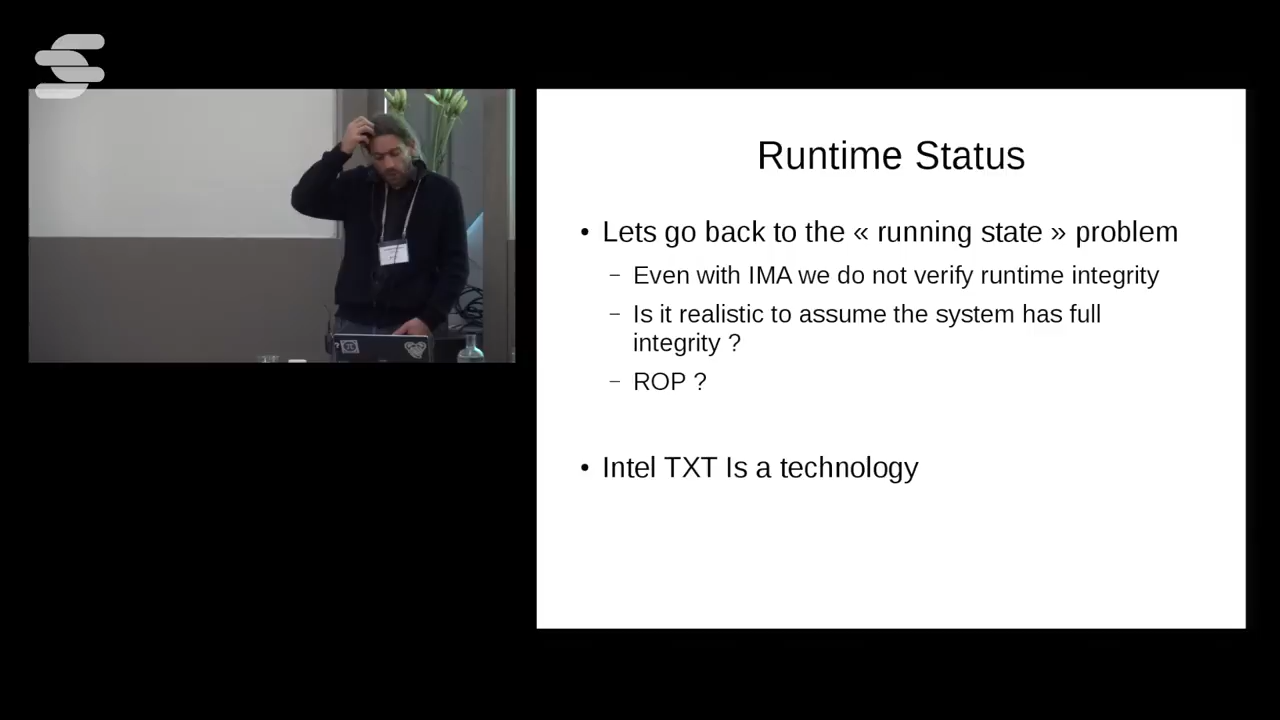 Runtime Status
• Lets go back to the « running state » problem
– Even with IMA we do not verify runtime integrity
– Is it realistic to assume the system has full
integrity ?
– ROP ?
• Intel TXT Is a technology